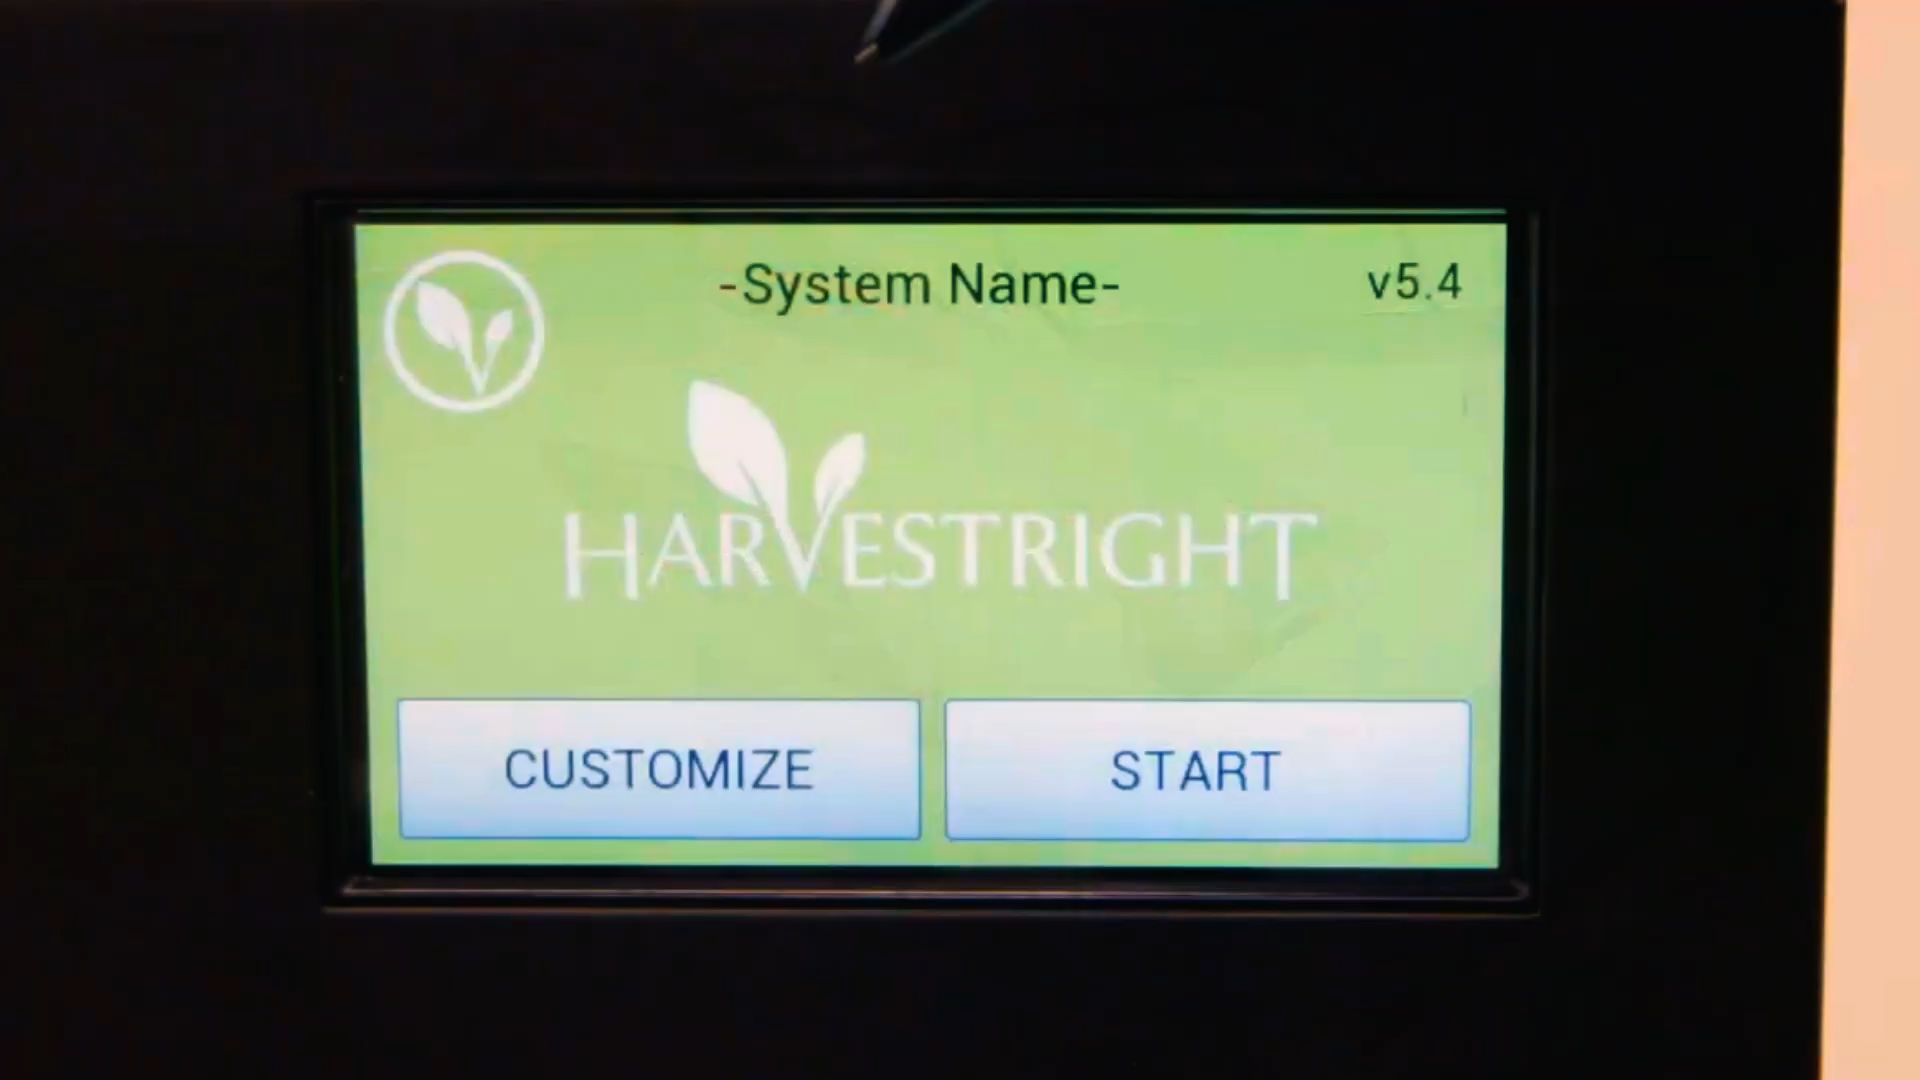 -System Name-
v5.4
HARVESTRIGHT
CUSTOMIZE
START